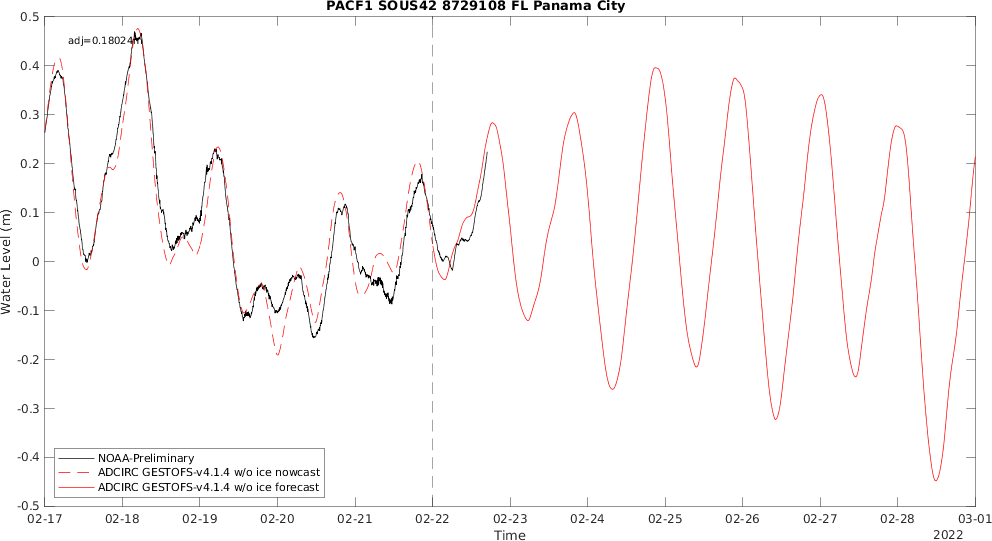 PACF1 SOUS42 8729108 FL Panama City
adj=0.18024
Water Level (m)
0.5
0.4
0.3
0.2
0.1
0
-0.1
-0.2
-0.3
-0.4
-0.5
NOAA-Preliminary
ADCIRC GESTOFS-v4.1.4 w/o ice nowcast
ADCIRC GESTOFS-v4.1.4 w/o ice forecast
02-17 02-18 02-19 02-20 02-21 02-22 02-23 02-24 02-25 02-26 02-27 02-28 03-01
Time
2022